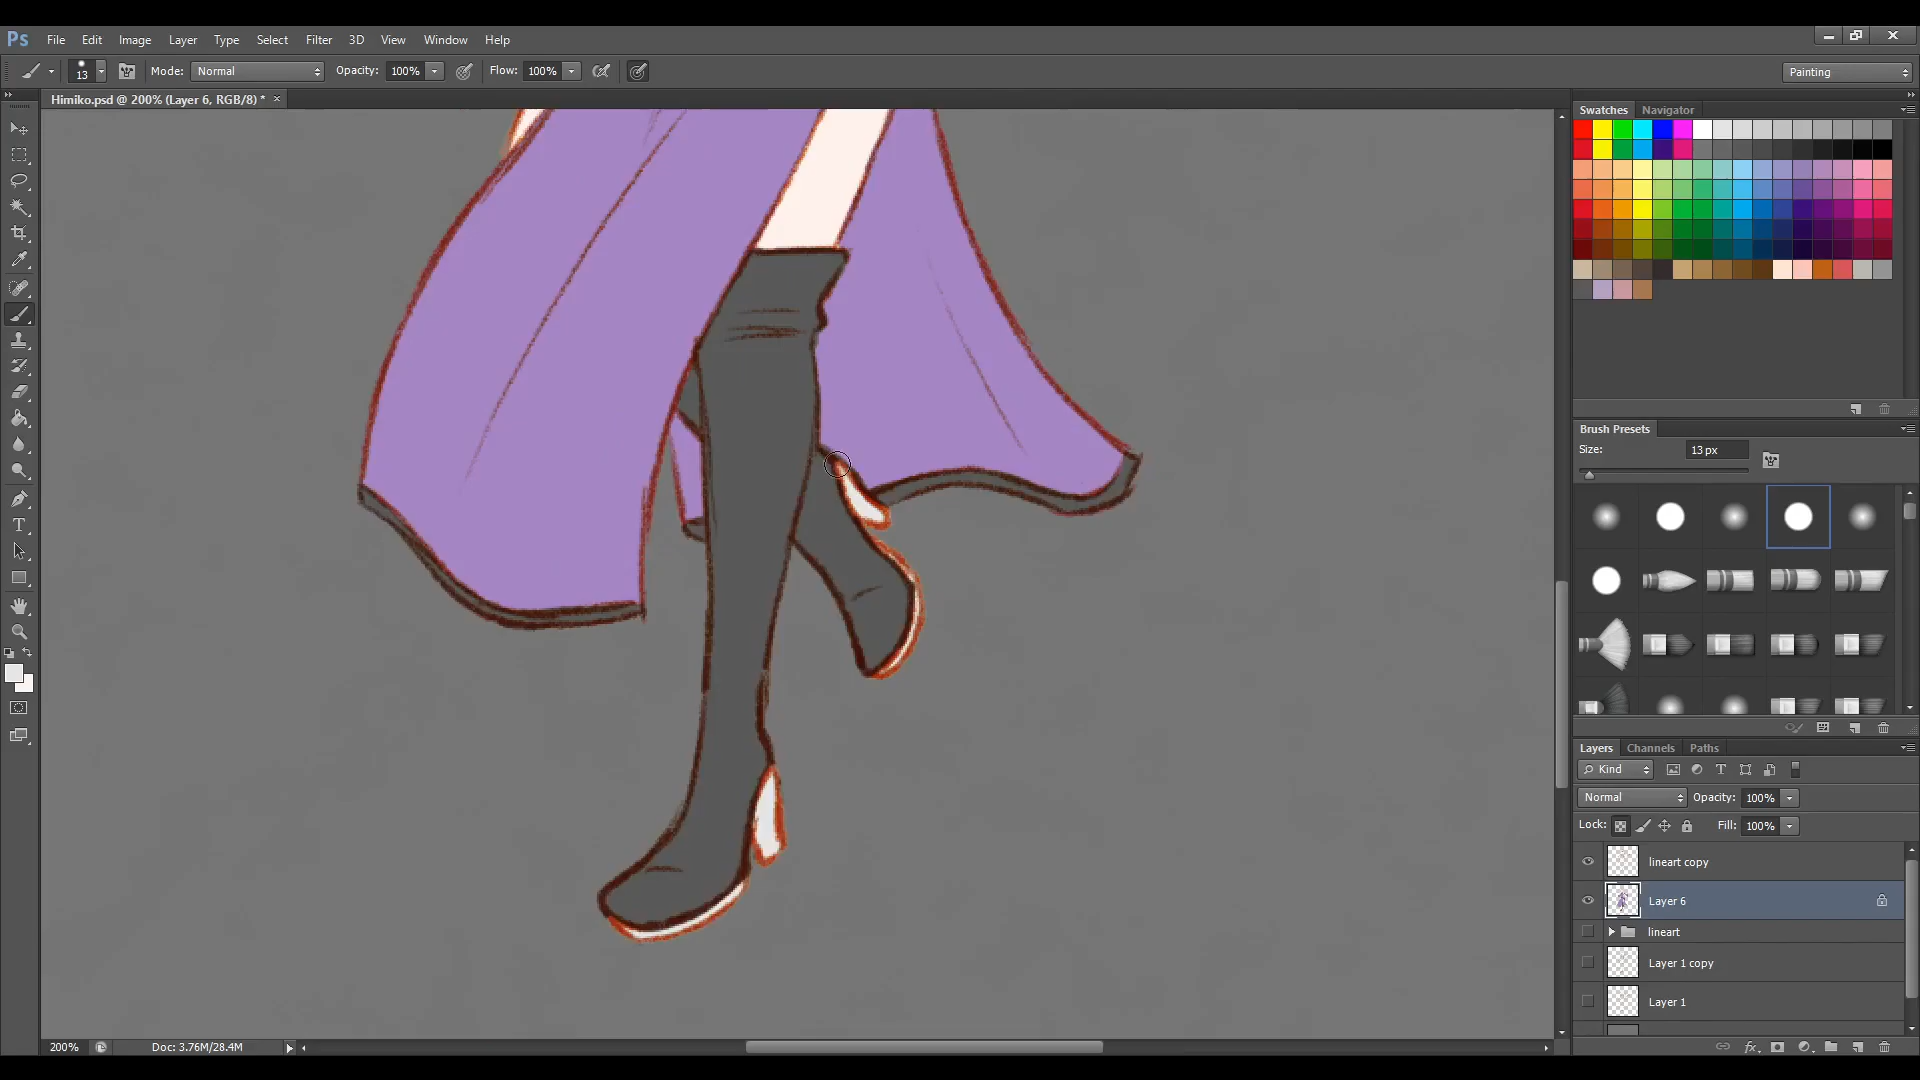 Ps File Edit Image Layer Type Select Filter 3D View Window Help
13 Mode: Normal Opacity: 100% Flow: 100% Painting
Himiko.psd @ 200% (Layer 6, RGB/8) * ×
Swatches Navigator
Brush Presets
Size: 13 px
Layers Channels Paths
Kind
Normal Opacity: 100%
Lock: Fill: 100%
lineart copy
Layer 6
lineart
Layer 1 copy
Layer 1
200% Doc: 3.76M/28.4M